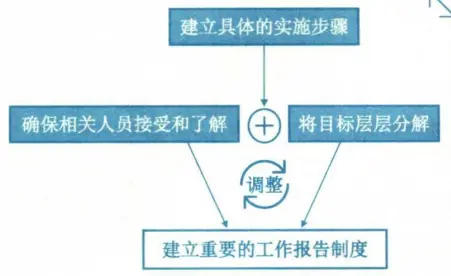 建立具体的实施步骤
确保相关人员接受和了解
将目标层层分解
调整
建立重要的工作报告制度